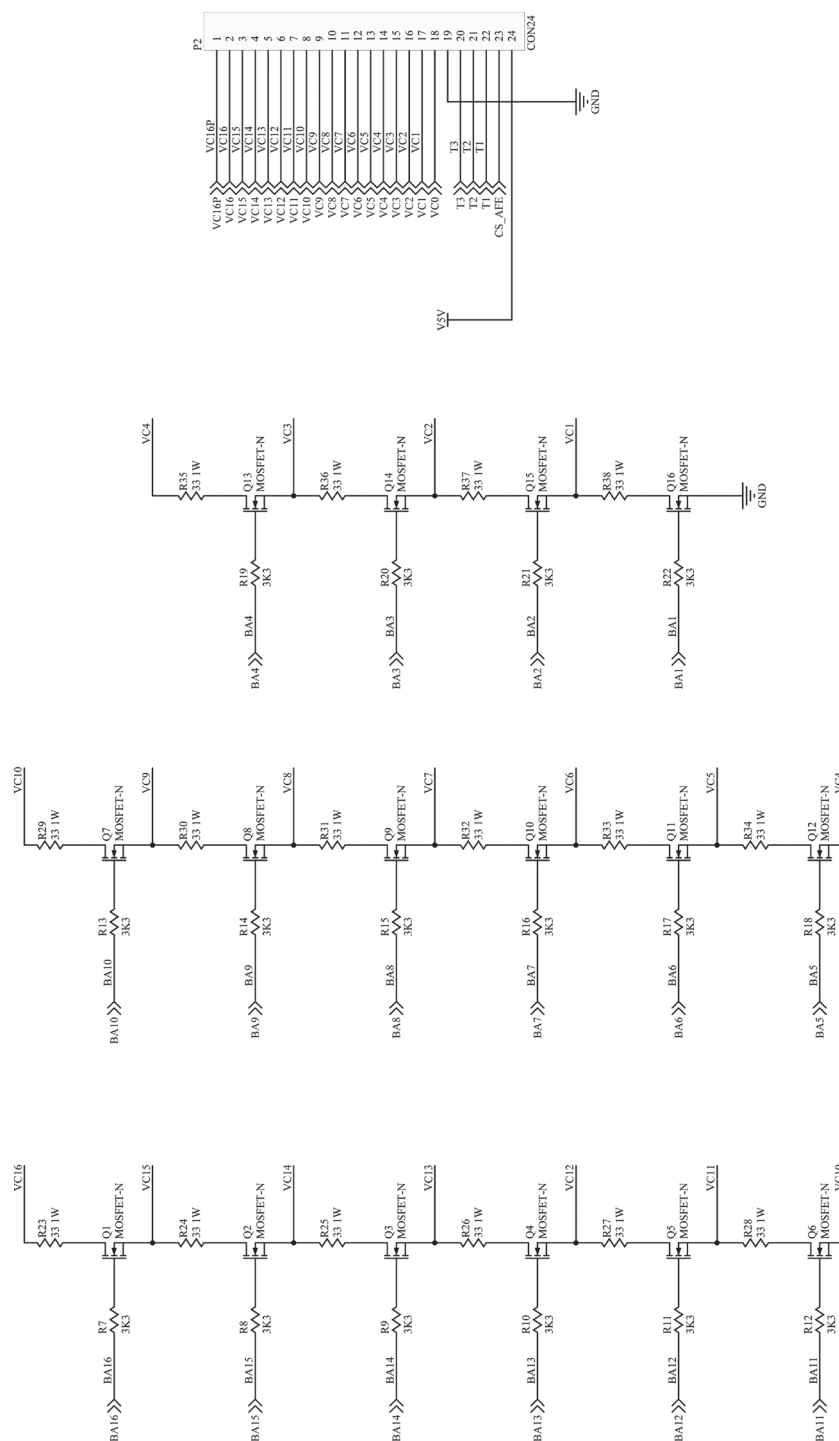 P2
CON24
1
2
3
4
5
6
7
8
9
10
11
12
13
14
15
16
17
18
19
20
21
22
23
24
VC16P
VC16
VC15
VC14
VC13
VC12
VC11
VC10
VC9
VC8
VC7
VC6
VC5
VC4
VC3
VC2
VC1
T3
T2
T1
VC16P
VC16
VC15
VC14
VC13
VC12
VC11
VC10
VC9
VC8
VC7
VC6
VC5
VC4
VC3
VC2
VC1
VC0
T3
T2
T1
CS_AFE
GND
V5V
VC4
R35
33 1W
Q13
MOSFET-N
R19
3K3
BA4
BA4
VC3
R36
33 1W
Q14
MOSFET-N
R20
3K3
BA3
BA3
VC2
R37
33 1W
Q15
MOSFET-N
R21
3K3
BA2
BA2
VC1
R38
33 1W
Q16
MOSFET-N
R22
3K3
BA1
BA1
GND
VC10
R29
33 1W
Q7
MOSFET-N
R13
3K3
BA10
BA10
VC9
R30
33 1W
Q8
MOSFET-N
R14
3K3
BA9
BA9
VC8
R31
33 1W
Q9
MOSFET-N
R15
3K3
BA8
BA8
VC7
R32
33 1W
Q10
MOSFET-N
R16
3K3
BA7
BA7
VC6
R33
33 1W
Q11
MOSFET-N
R17
3K3
BA6
BA6
VC5
R34
33 1W
Q12
MOSFET-N
R18
3K3
BA5
BA5
VC4
VC16
R23
33 1W
Q1
MOSFET-N
R7
3K3
BA16
BA16
VC15
R24
33 1W
Q2
MOSFET-N
R8
3K3
BA15
BA15
VC14
R25
33 1W
Q3
MOSFET-N
R9
3K3
BA14
BA14
VC13
R26
33 1W
Q4
MOSFET-N
R10
3K3
BA13
BA13
VC12
R27
33 1W
Q5
MOSFET-N
R11
3K3
BA12
BA12
VC11
R28
33 1W
Q6
MOSFET-N
R12
3K3
BA11
BA11
VC10